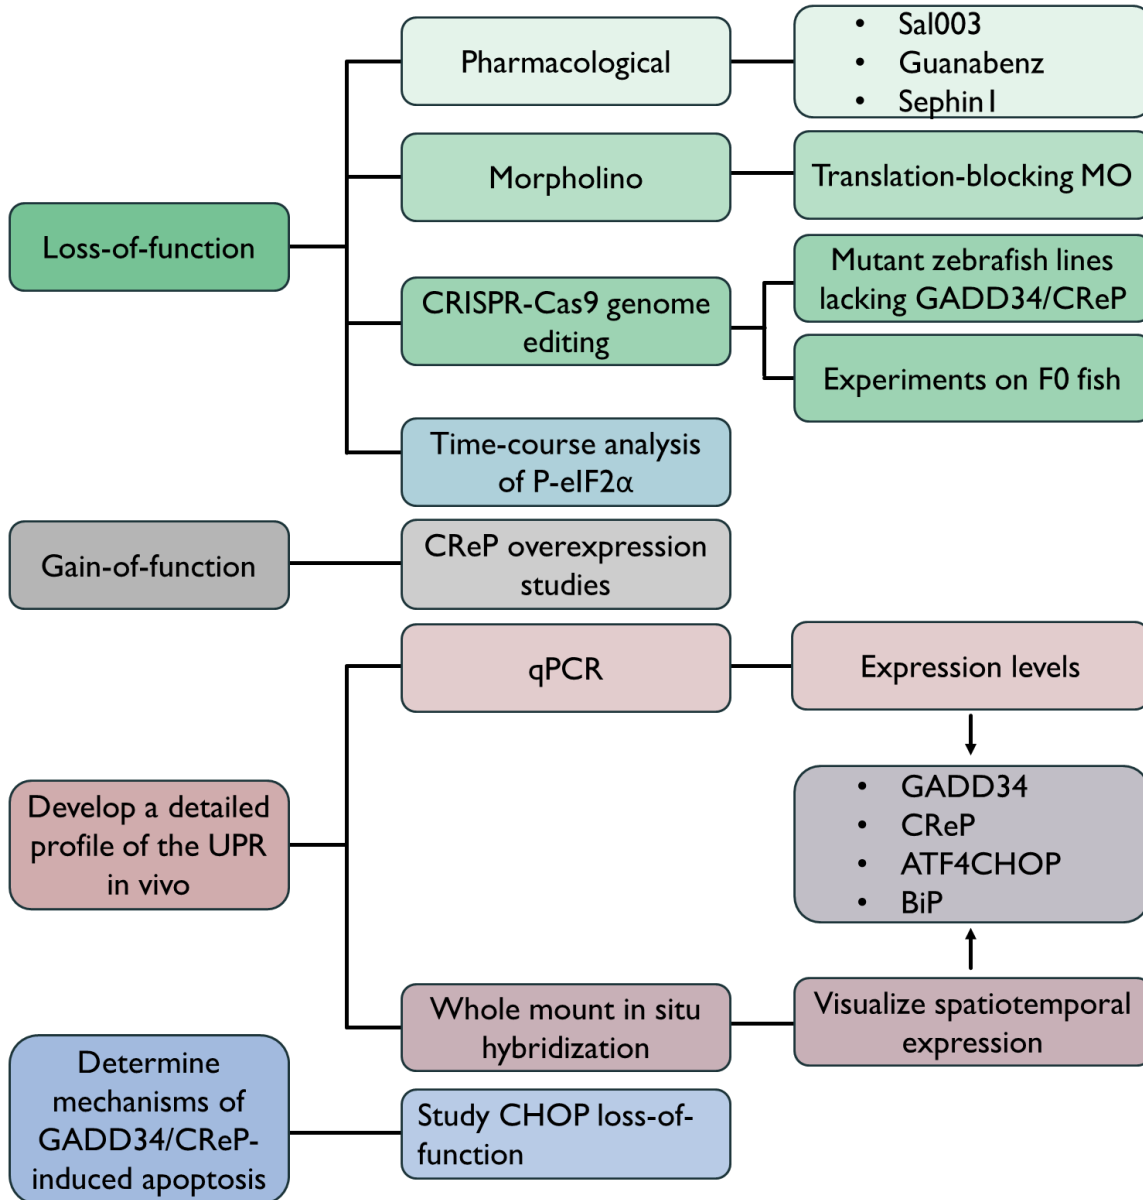 Pharmacological
• Sal003
• Guanabenz
• Sephin1
Morpholino
Translation-blocking MO
Loss-of-function
CRISPR-Cas9 genome
editing
Mutant zebrafish lines
lacking GADD34/CReP
Experiments on F0 fish
Time-course analysis
of P-eIF2α
Gain-of-function
CReP overexpression
studies
qPCR
Expression levels
Develop a detailed
profile of the UPR
in vivo
• GADD34
• CReP
• ATF4CHOP
• BiP
Whole mount in situ
hybridization
Visualize spatiotemporal
expression
Determine
mechanisms of
GADD34/CReP-
induced apoptosis
Study CHOP loss-of-
function